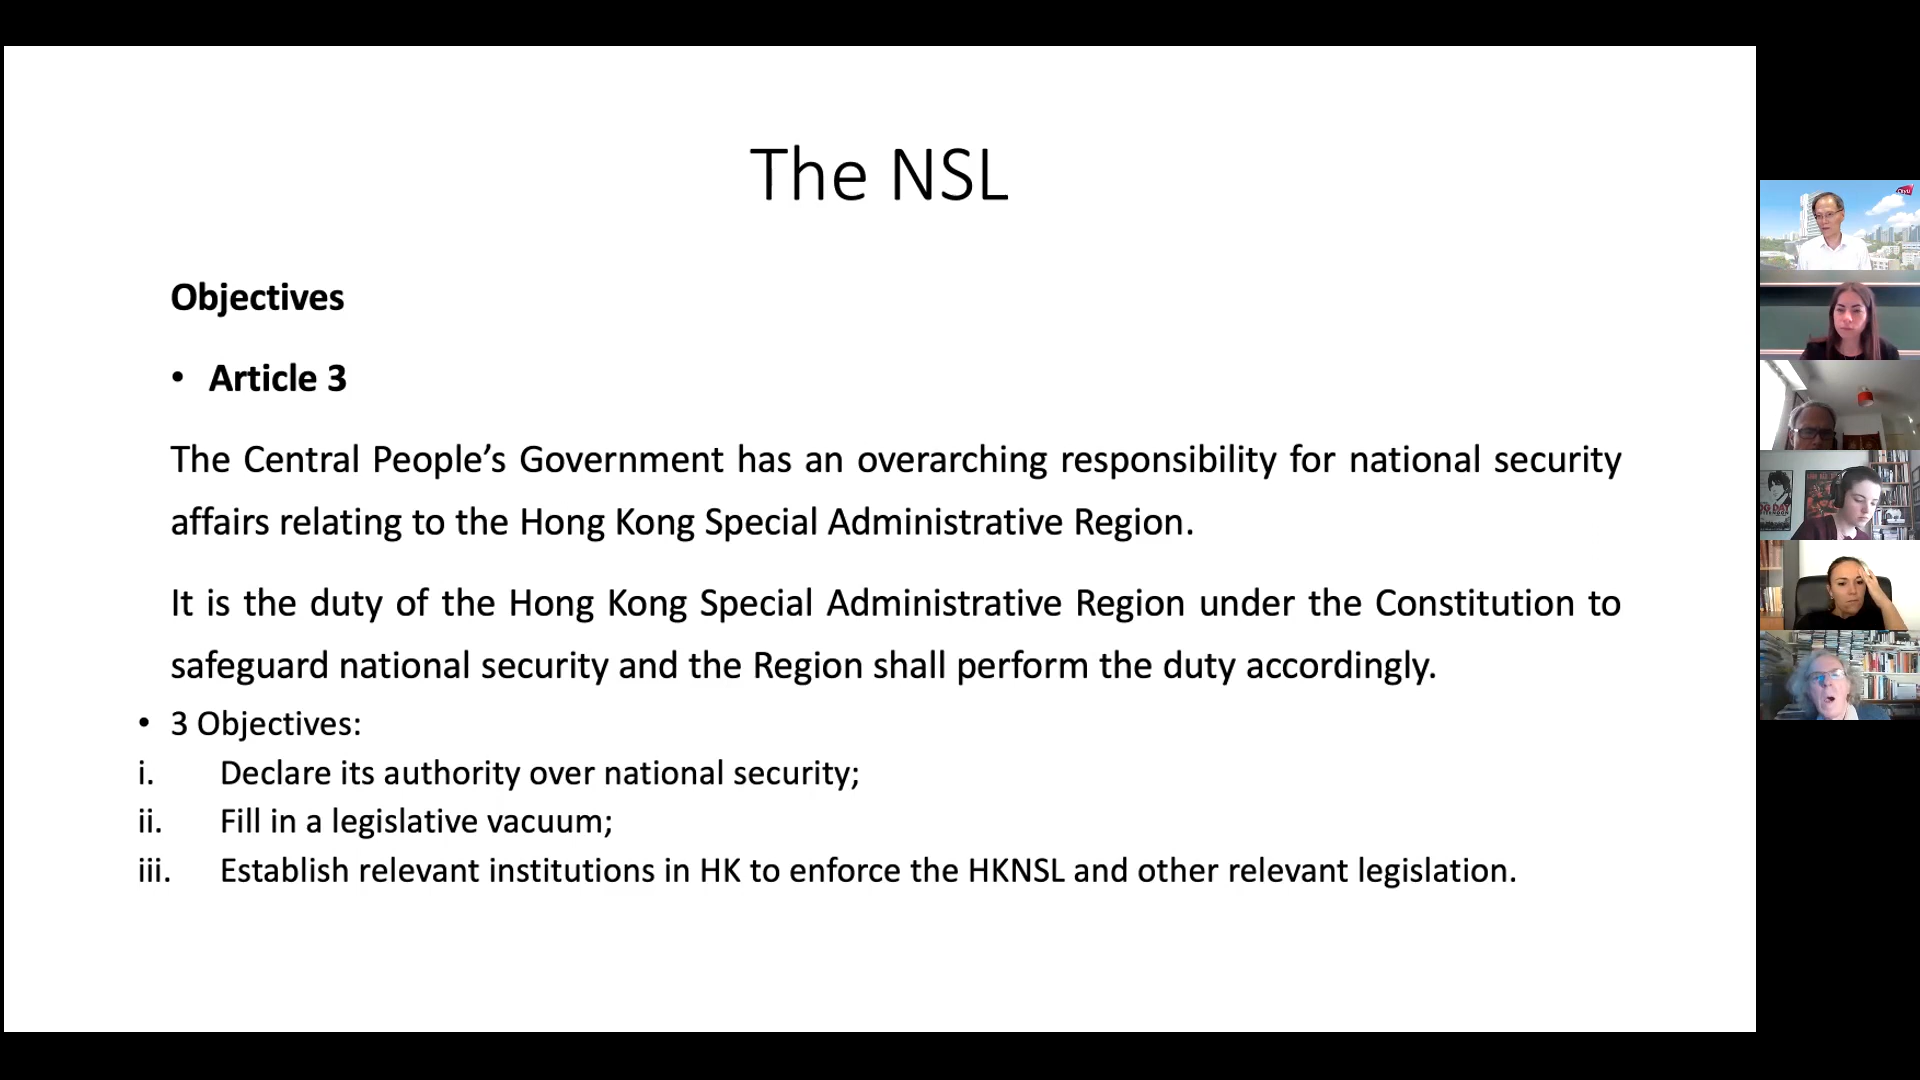 The NSL
Objectives
• Article 3
The Central People’s Government has an overarching responsibility for national security
affairs relating to the Hong Kong Special Administrative Region.
It is the duty of the Hong Kong Special Administrative Region under the Constitution to
safeguard national security and the Region shall perform the duty accordingly.
• 3 Objectives:
i. Declare its authority over national security;
ii. Fill in a legislative vacuum;
iii. Establish relevant institutions in HK to enforce the HKNSL and other relevant legislation.
CityU